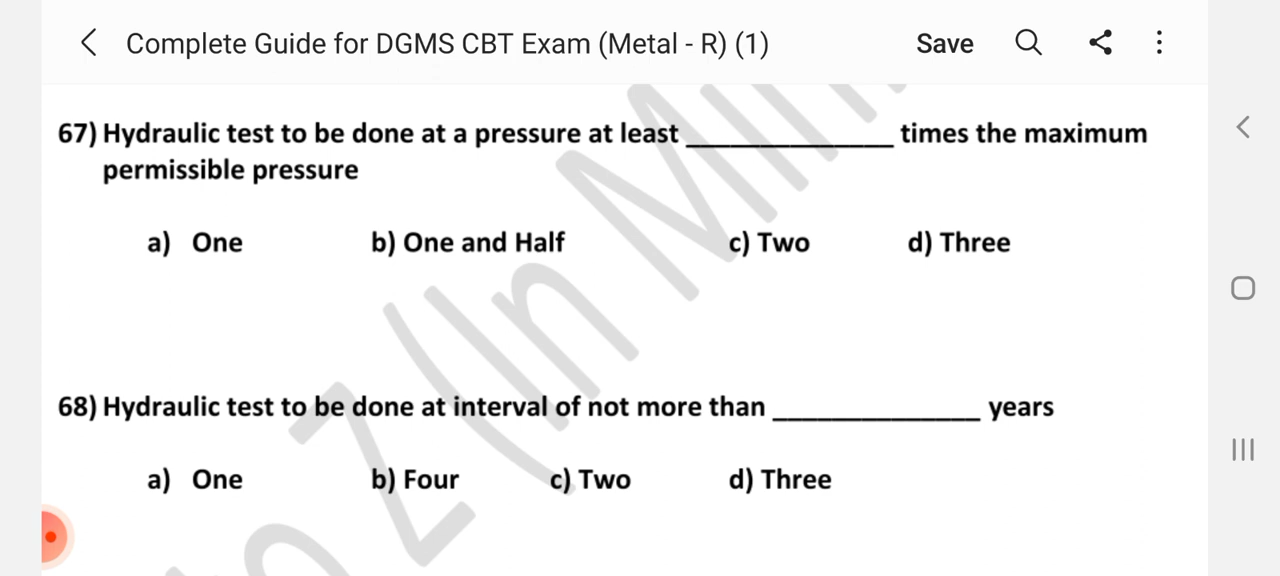 Complete Guide for DGMS CBT Exam (Metal - R) (1) Save
67) Hydraulic test to be done at a pressure at least ______________ times the maximum
permissible pressure
a) One b) One and Half c) Two d) Three
68) Hydraulic test to be done at interval of not more than ______________ years
a) One b) Four c) Two d) Three